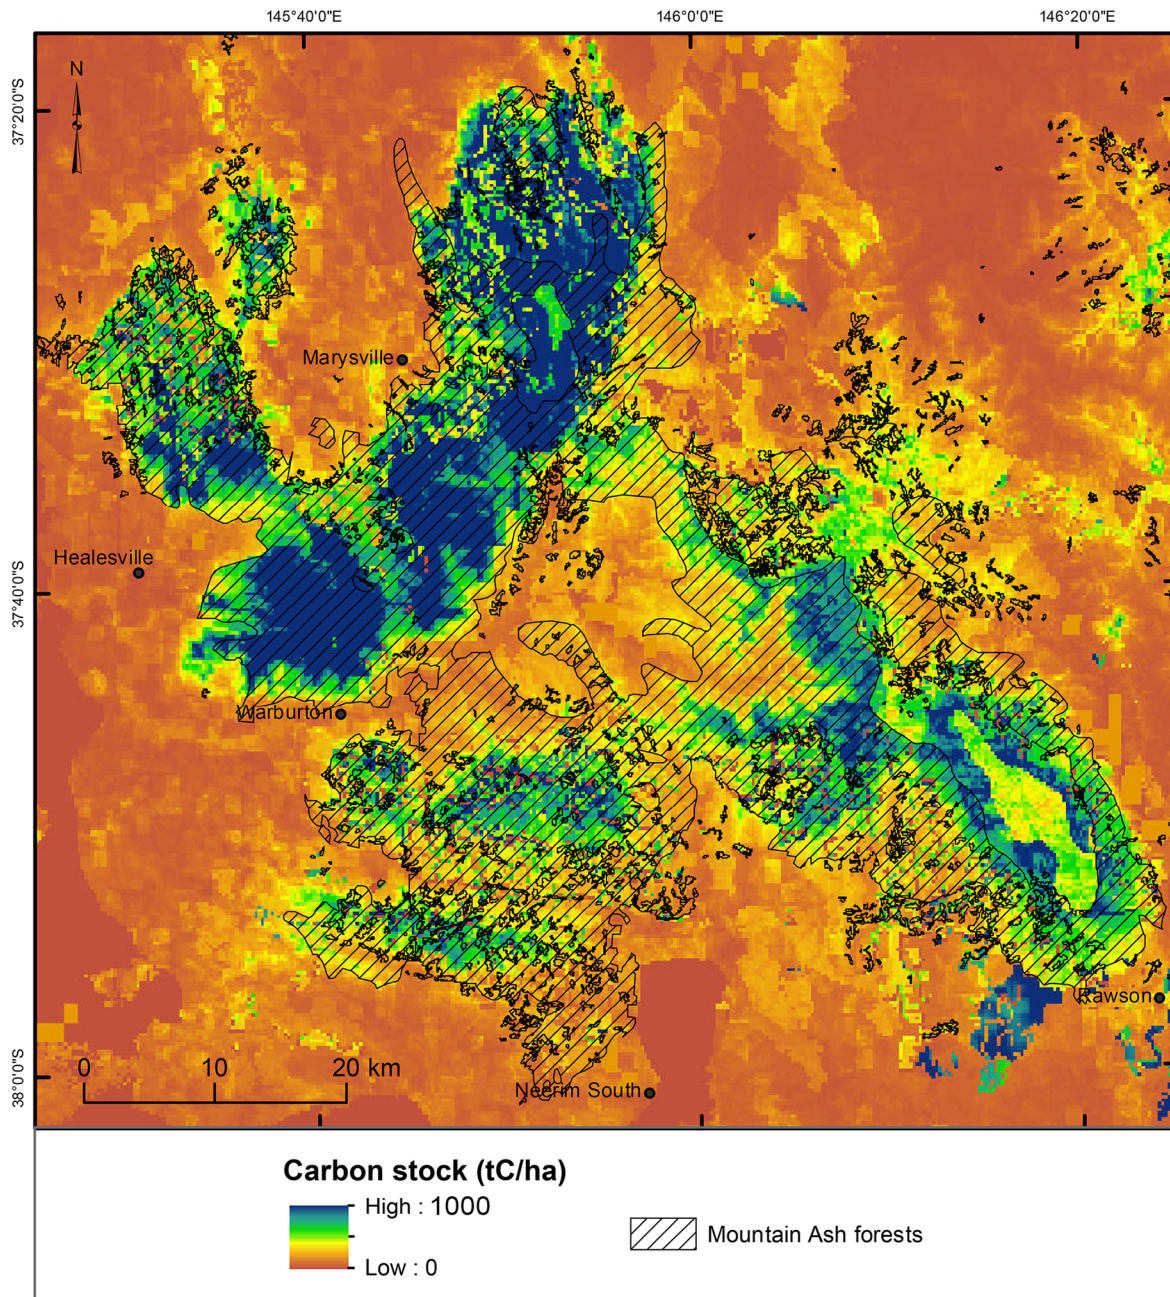 145°40'0"E
146°0'0"E
146°20'0"E
N
37°20'0"S
Marysville
Healesville
37°40'0"S
Warburton
Rawson
0 10 20 km
38°0'0"S
Neerim South
Carbon stock (tC/ha)
High : 1000
Low : 0
Mountain Ash forests